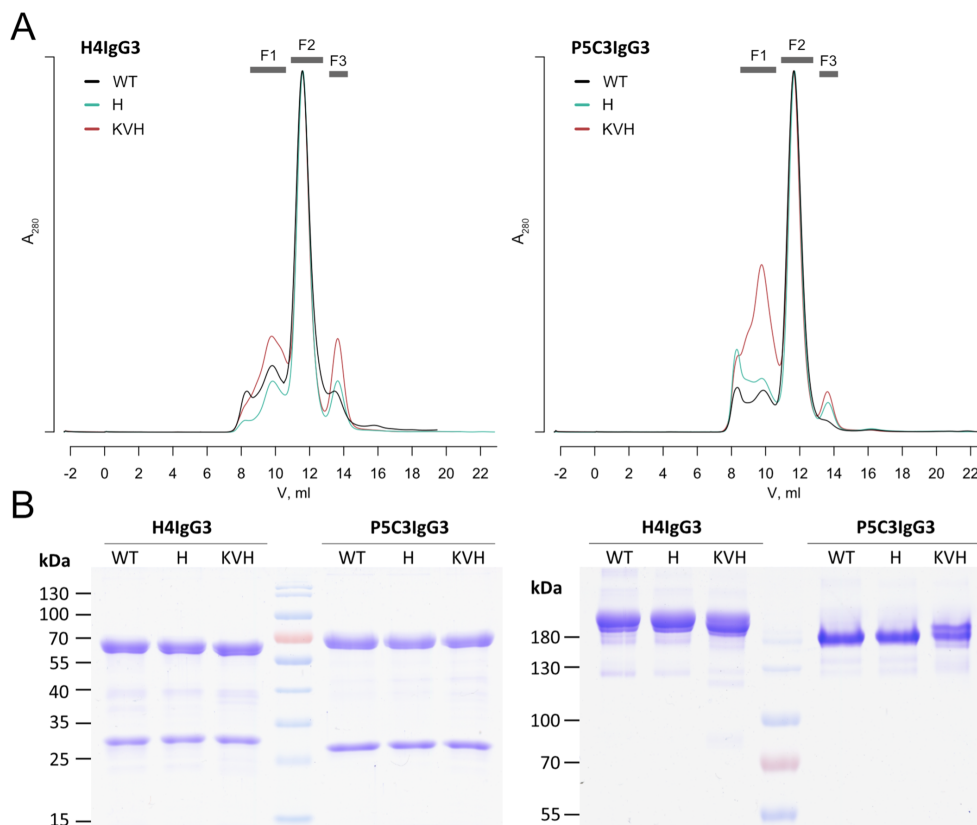 A
H4IgG3
WT
H
KVH
F1
F2
F3
A280
-2 0 2 4 6 8 10 12 14 16 18 20 22
V, ml
P5C3IgG3
WT
H
KVH
F1
F2
F3
A280
-2 0 2 4 6 8 10 12 14 16 18 20 22
V, ml
B
H4IgG3 P5C3IgG3
kDa WT H KVH WT H KVH
130
100
70
55
40
35
25
15
H4IgG3 P5C3IgG3
WT H KVH WT H KVH
kDa
180
130
100
70
55